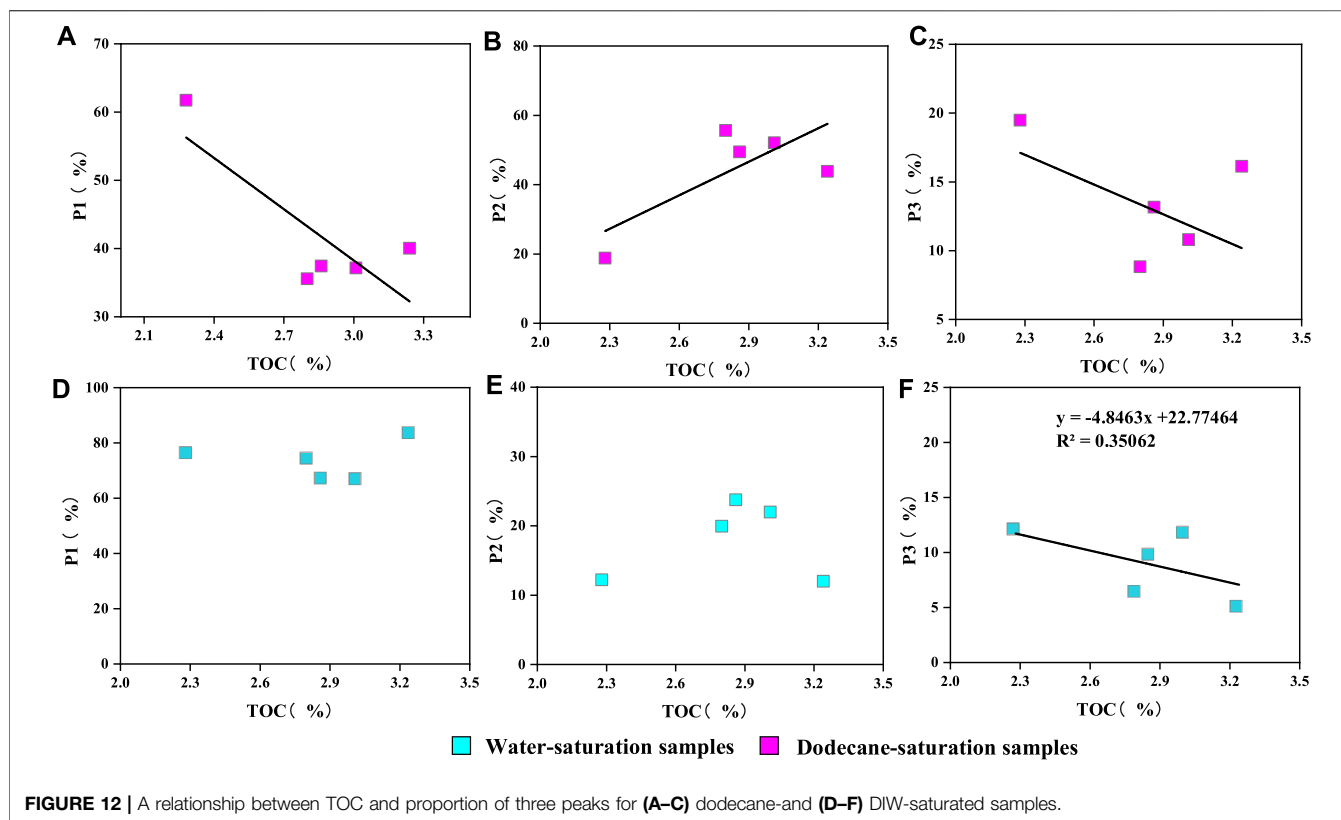 A
70
60
50
40
30
P1( %)
2.1 2.4 2.7 3.0 3.3
TOC( %)
B
80
60
40
20
0
P2( %)
2.0 2.3 2.6 2.9 3.2 3.5
TOC( %)
C
25
20
15
10
5
P3( %)
2.0 2.3 2.6 2.9 3.2 3.5
TOC( %)
D
100
80
60
40
20
0
P1( %)
2.0 2.3 2.6 2.9 3.2 3.5
TOC( %)
E
40
30
20
10
0
P2( %)
2.0 2.3 2.6 2.9 3.2 3.5
TOC( %)
F
25
20
15
10
5
0
P3( %)
y = -4.8463x +22.77464
R² = 0.35062
2.0 2.3 2.6 2.9 3.2 3.5
TOC( %)
Water-saturation samples Dodecane-saturation samples
FIGURE 12 | A relationship between TOC and proportion of three peaks for (A–C) dodecane-and (D–F) DIW-saturated samples.